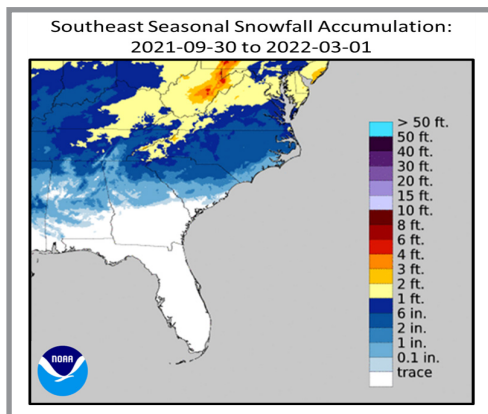 Southeast Seasonal Snowfall Accumulation:
2021-09-30 to 2022-03-01
> 50 ft.
50 ft.
40 ft.
30 ft.
20 ft.
15 ft.
10 ft.
8 ft.
6 ft.
4 ft.
3 ft.
2 ft.
1 ft.
6 in.
2 in.
1 in.
0.1 in.
trace
NOAA